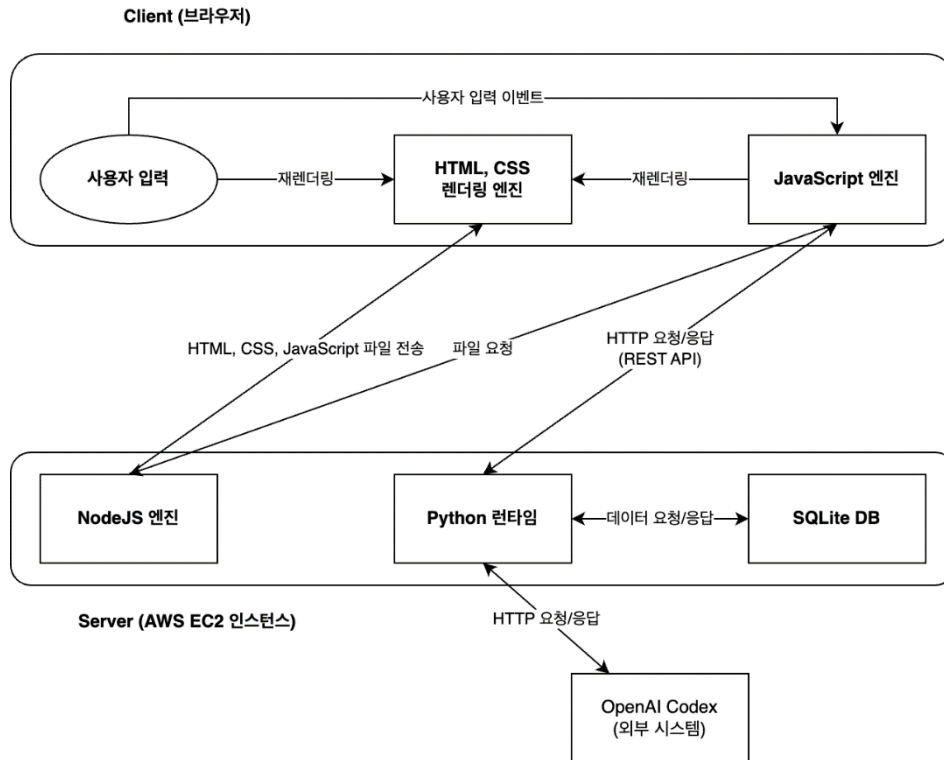 Client (브라우저)
사용자 입력 이벤트
사용자 입력
재렌더링
HTML, CSS
렌더링 엔진
재렌더링
JavaScript 엔진
HTML, CSS, JavaScript 파일 전송
파일 요청
HTTP 요청/응답
(REST API)
NodeJS 엔진
Python 런타임
데이터 요청/응답
SQLite DB
Server (AWS EC2 인스턴스)
HTTP 요청/응답
OpenAI Codex
(외부 시스템)